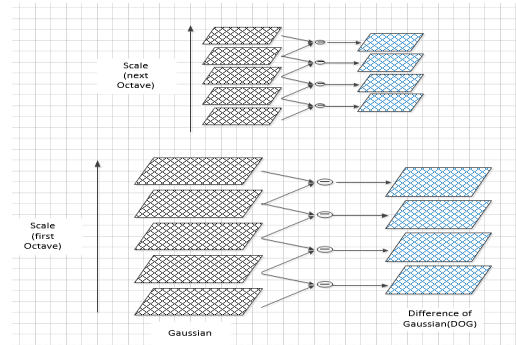 Scale
(next
Octave)
Scale
(first
Octave)
Gaussian
Difference of
Gaussian(DOG)